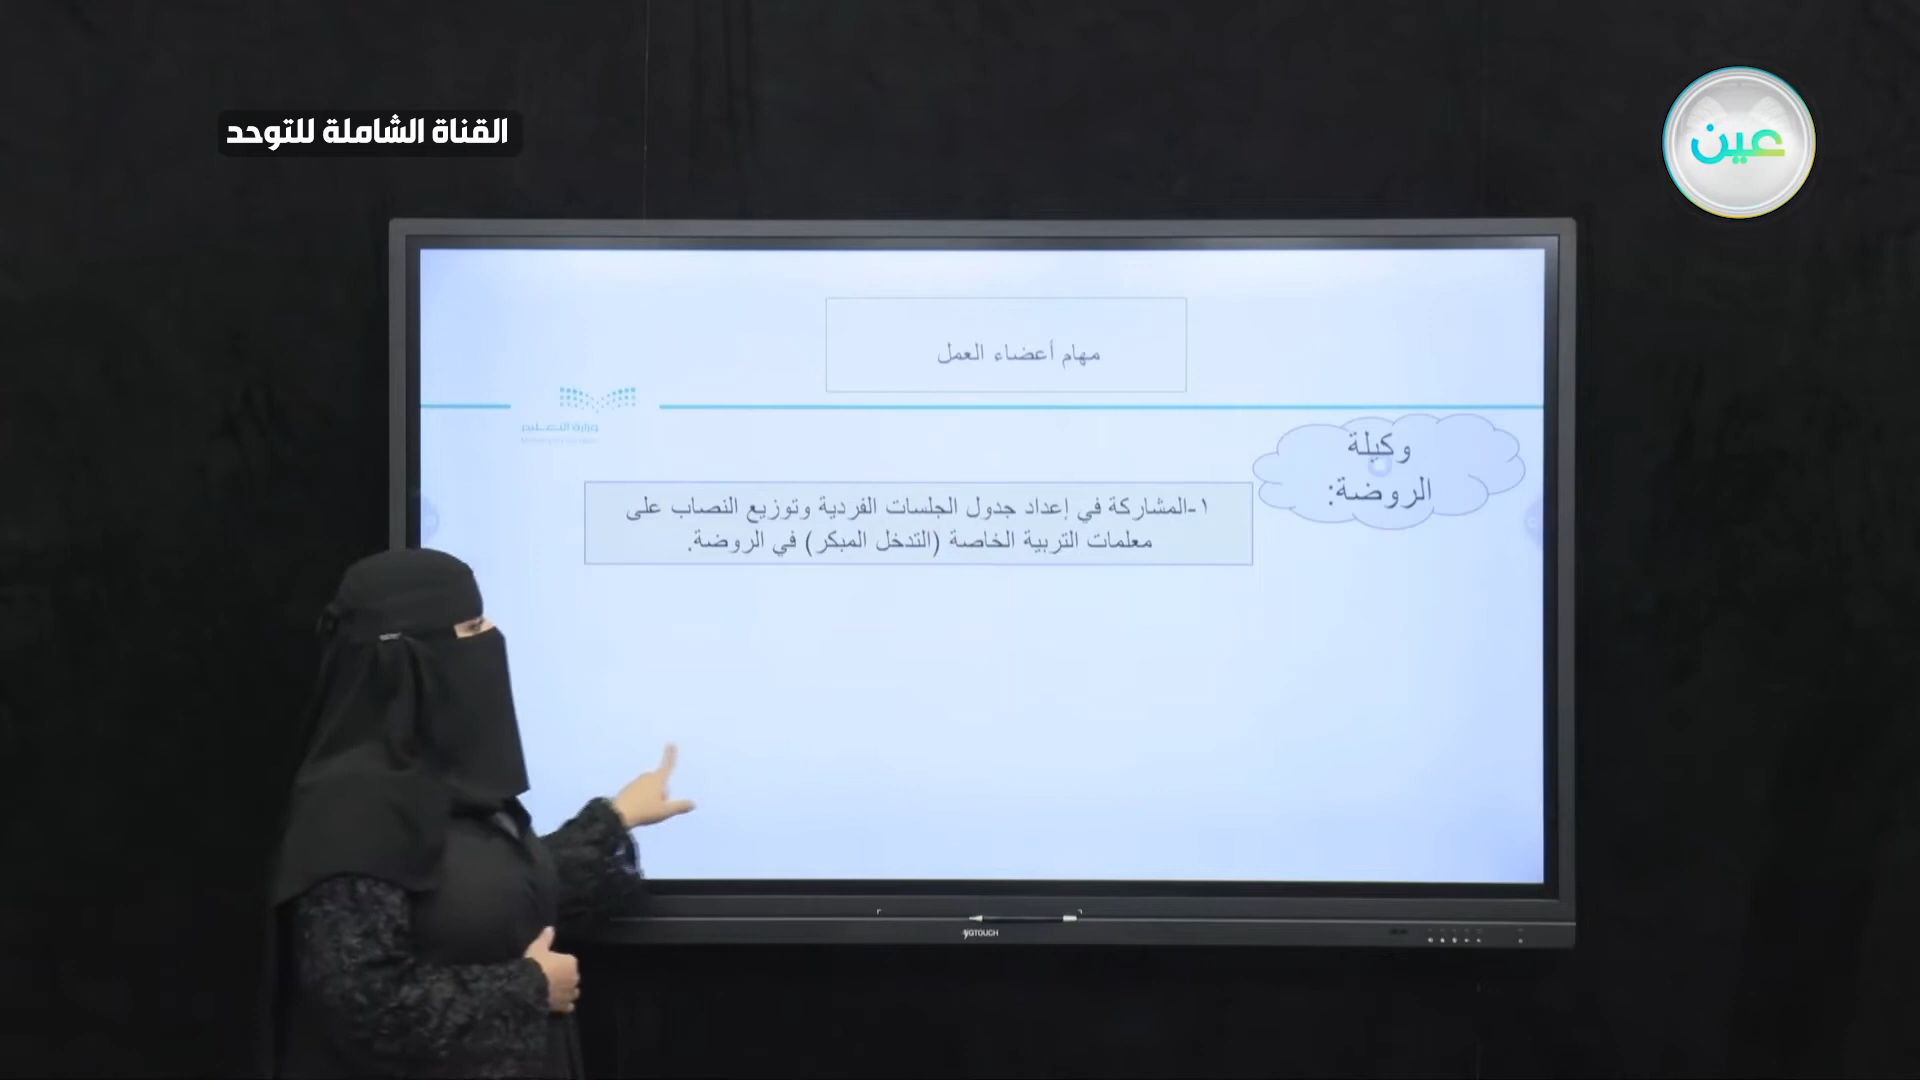 القناة الشاملة للتوحد
عين
مهام أعضاء العمل
وزارة التعليم
وكيلة
الروضة:
١-المشاركة في إعداد جدول الجلسات الفردية وتوزيع النصاب على
معلمات التربية الخاصة (التدخل المبكر) في الروضة.
YQTOUCH